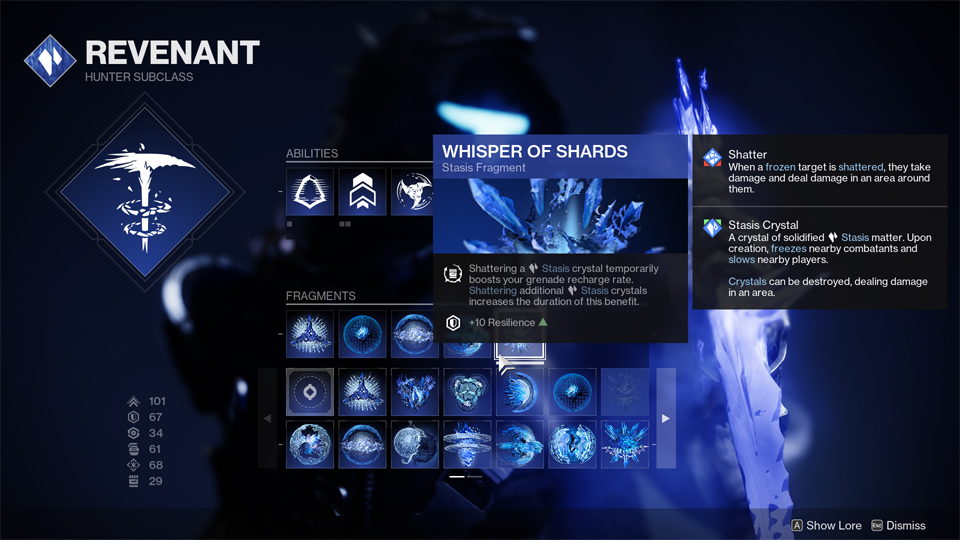 REVENANT
HUNTER SUBCLASS
ABILITIES
FRAGMENTS
WHISPER OF SHARDS
Stasis Fragment
Shattering a Stasis crystal temporarily
boosts your grenade recharge rate.
Shattering additional Stasis crystals
increases the duration of this benefit.
+10 Resilience
Shatter
When a frozen target is shattered, they take
damage and deal damage in an area around
them.
Stasis Crystal
A crystal of solidified Stasis matter. Upon
creation, freezes nearby combatants and
slows nearby players.
Crystals can be destroyed, dealing damage
in an area.
101
67
34
61
68
29
A Show Lore Esc Dismiss